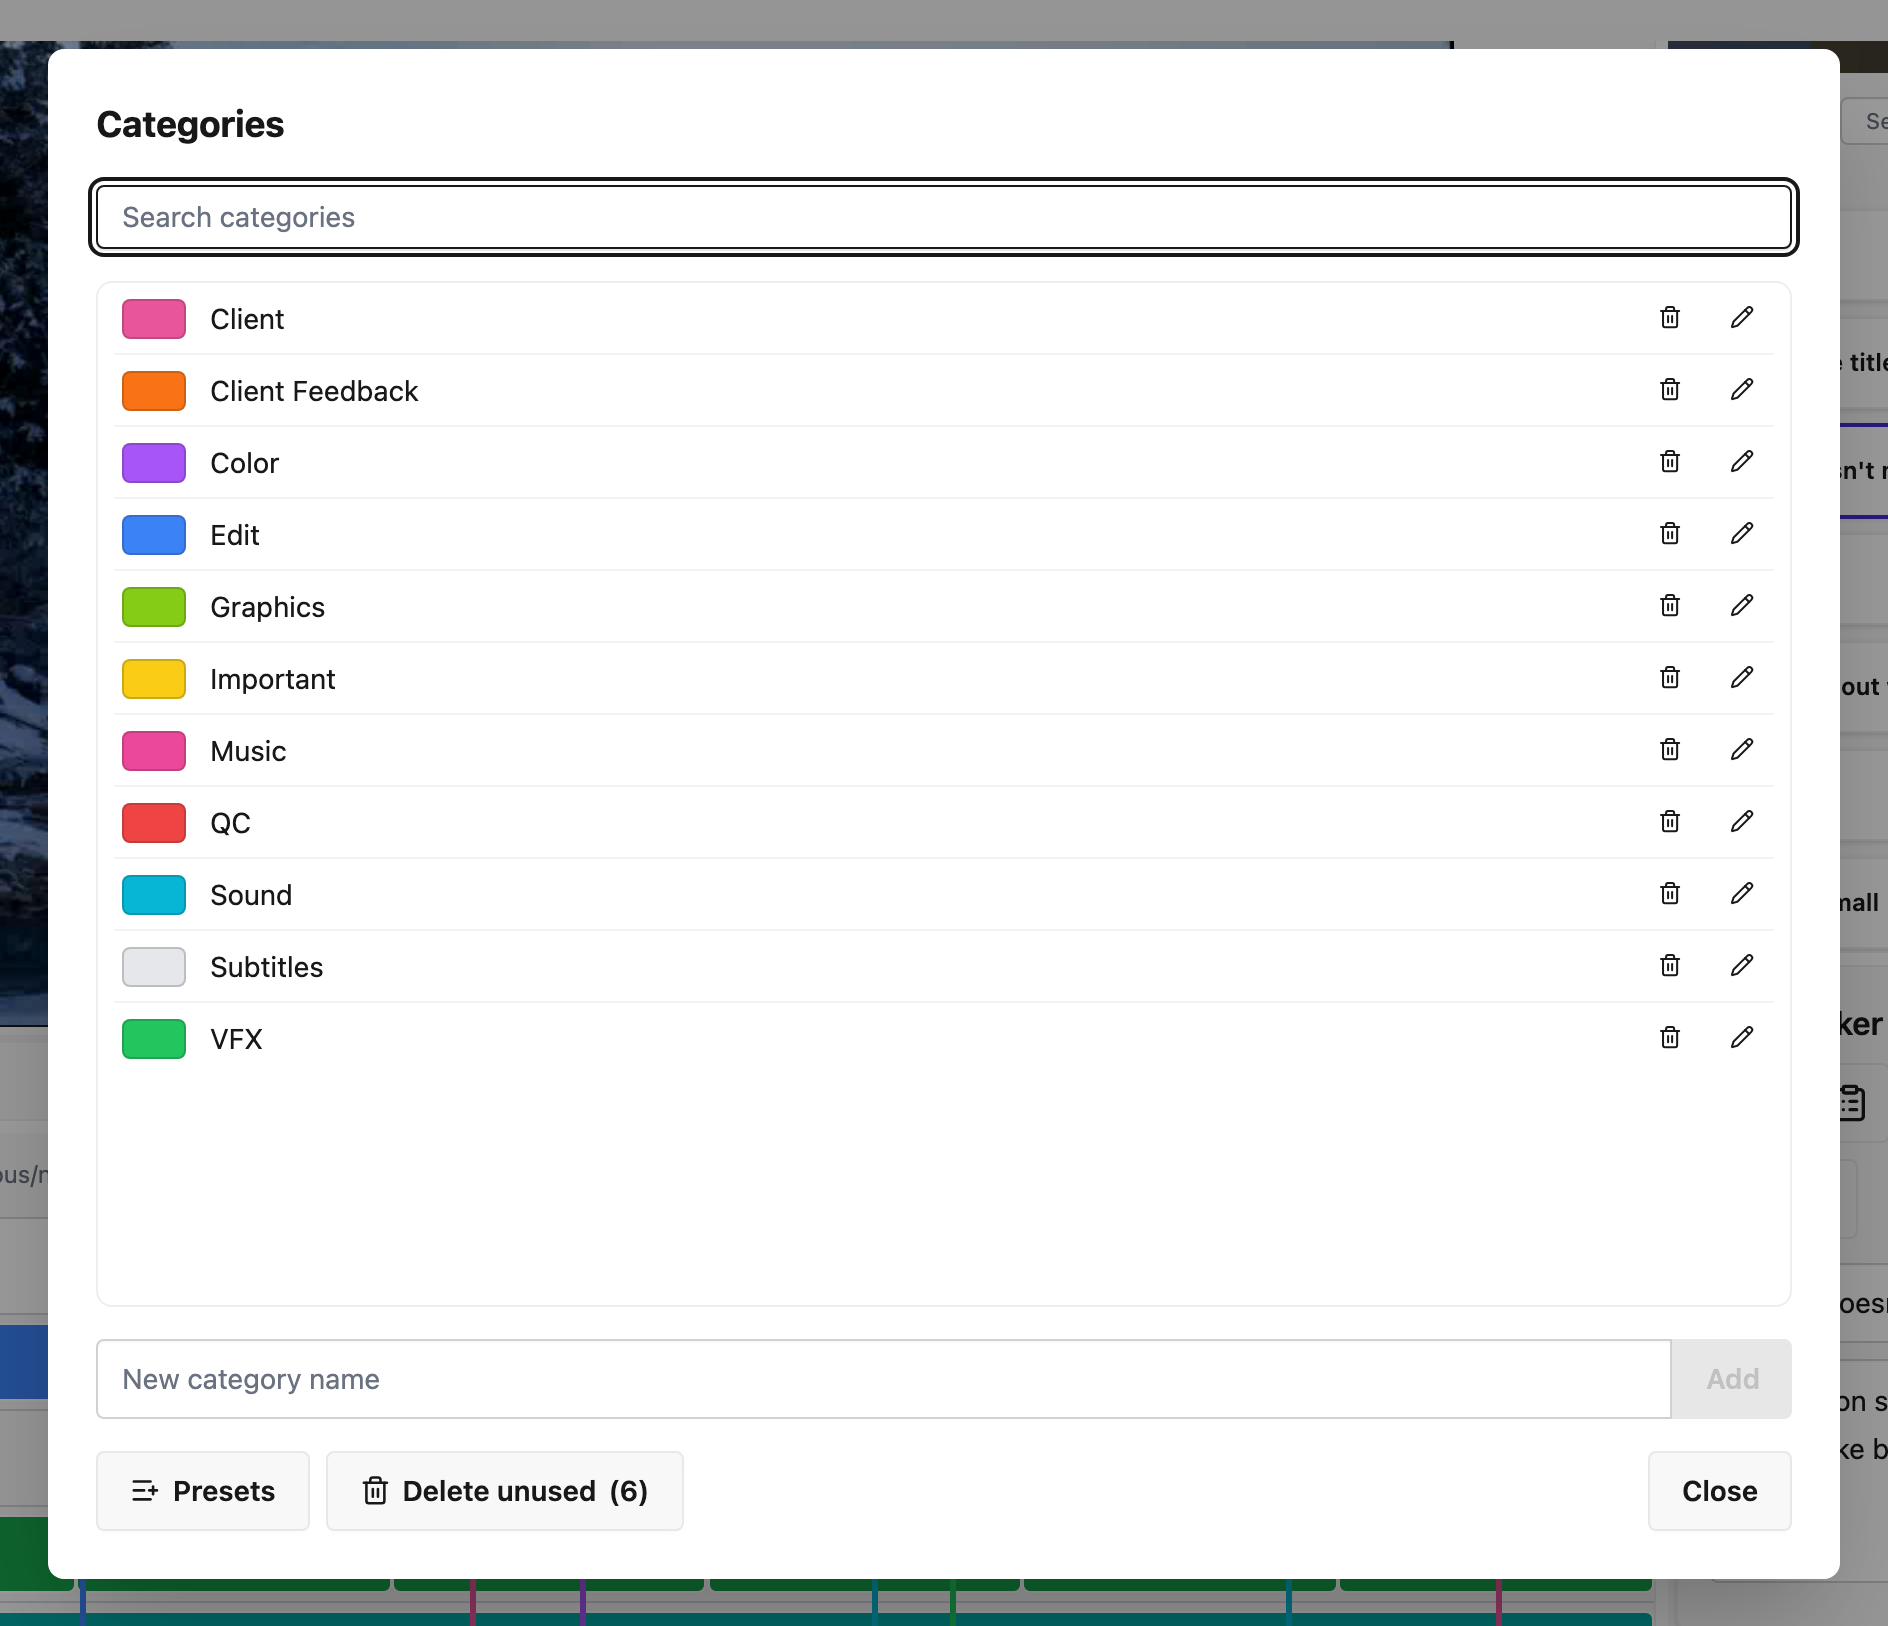 Categories
Search categories
Client
Client Feedback
Color
Edit
Graphics
Important
Music
QC
Sound
Subtitles
VFX
New category name
Add
Presets
Delete unused (6)
Close
out